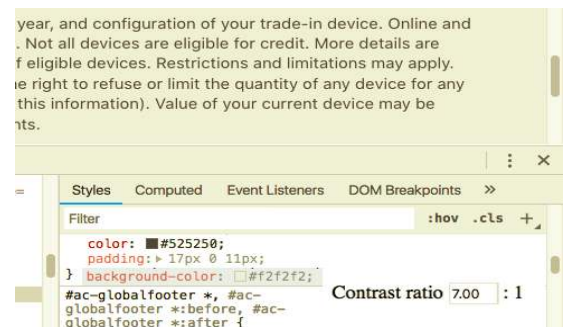 year, and configuration of your trade-in device. Online and
. Not all devices are eligible for credit. More details are
f eligible devices. Restrictions and limitations may apply.
e right to refuse or limit the quantity of any device for any
this information). Value of your current device may be
nts.
Styles Computed Event Listeners DOM Breakpoints »
Filter :hov .cls +
color: #525250;
padding: ▸ 17px 0 11px;
} background-color: #f2f2f2;
#ac-globalfooter *, #ac-
globalfooter *:before, #ac-
globalfooter *:after {
Contrast ratio 7.00 : 1